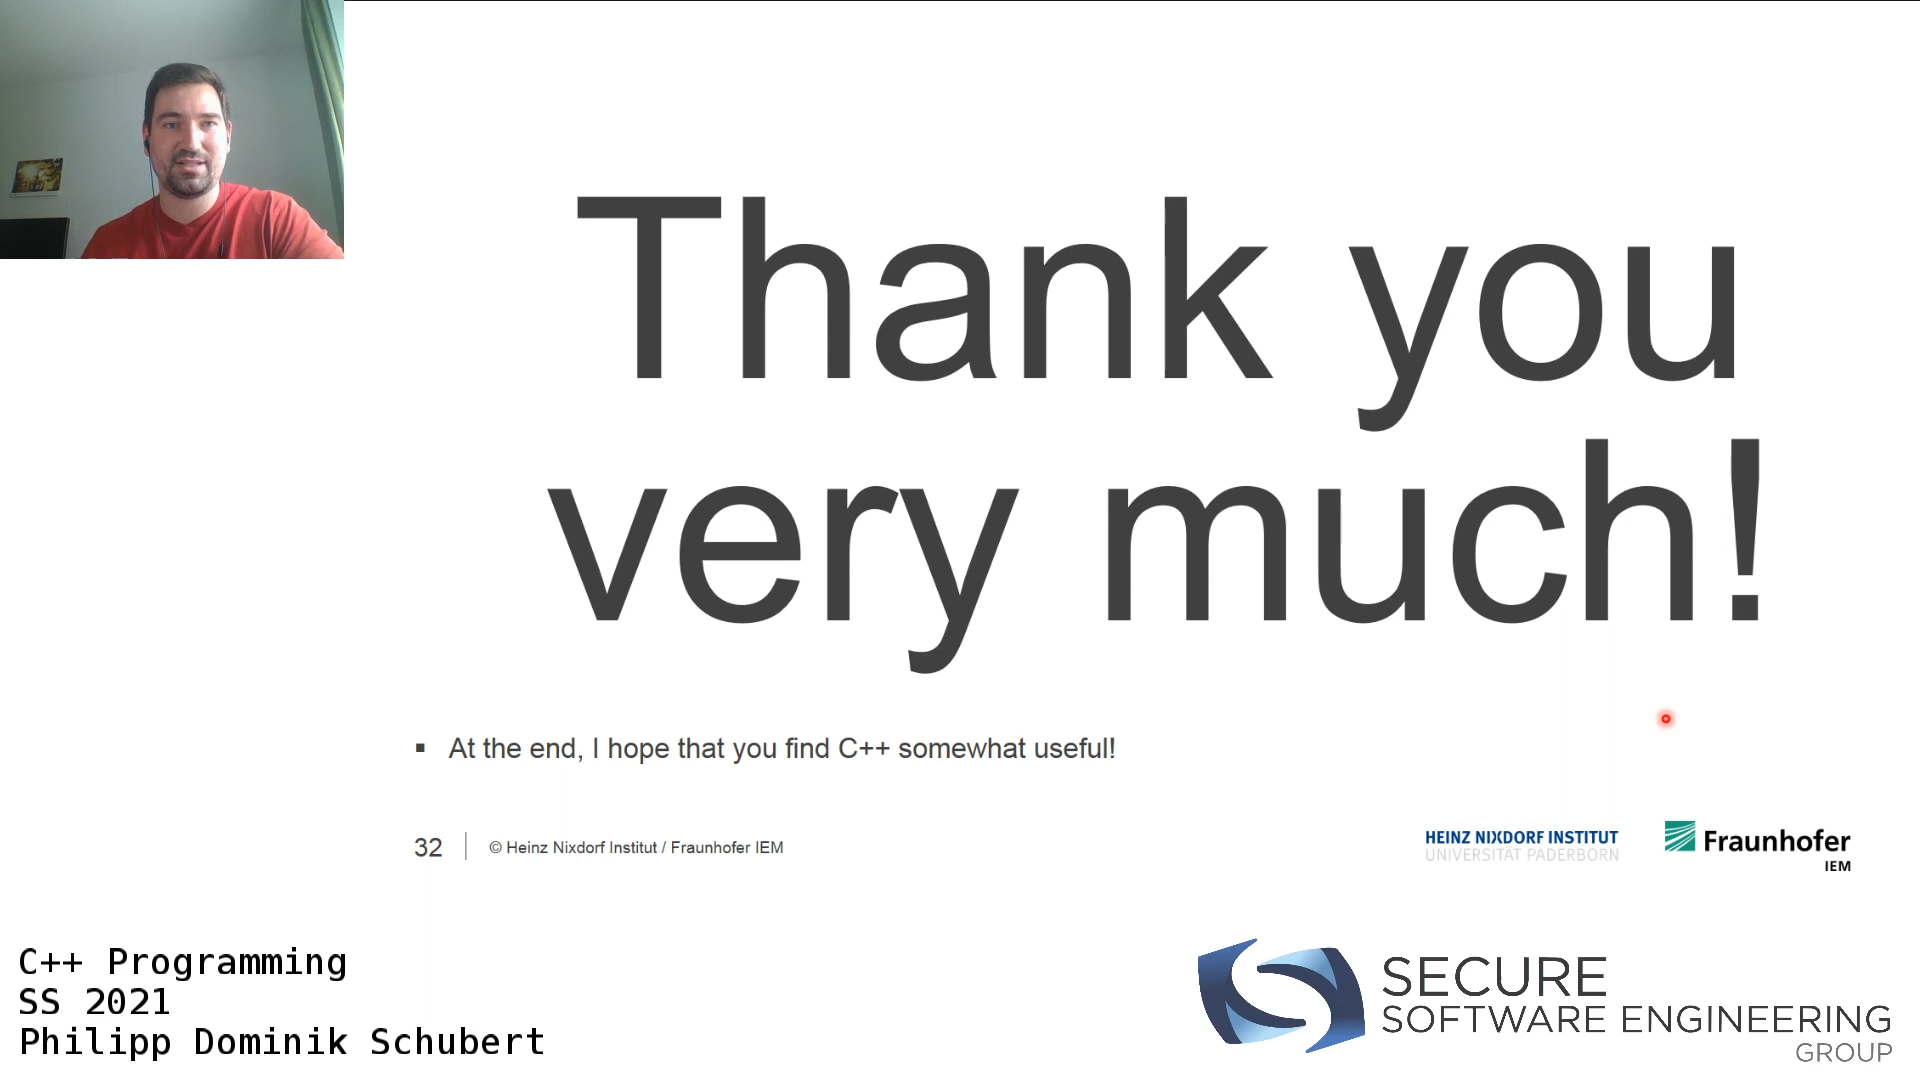 Thank you
very much!
▪ At the end, I hope that you find C++ somewhat useful!
32
© Heinz Nixdorf Institut / Fraunhofer IEM
HEINZ NIXDORF INSTITUT
UNIVERSITÄT PADERBORN
Fraunhofer
IEM
C++ Programming
SS 2021
Philipp Dominik Schubert
SECURE
SOFTWARE ENGINEERING
GROUP